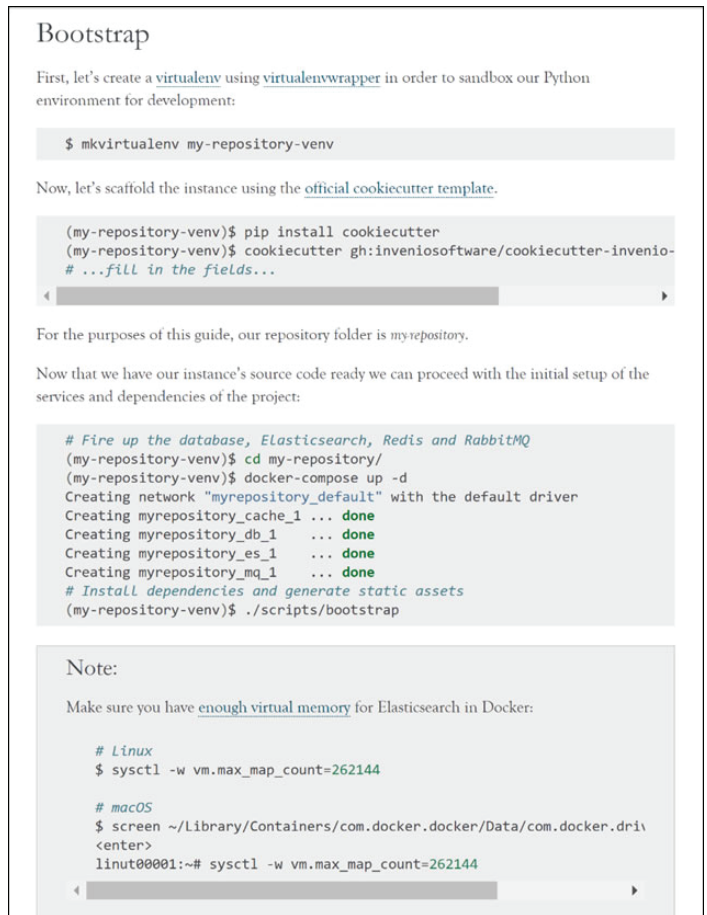 Bootstrap
First, let's create a virtualenv using virtualenvwrapper in order to sandbox our Python
environment for development:
$ mkvirtualenv my-repository-venv
Now, let's scaffold the instance using the official cookiecutter template.
(my-repository-venv)$ pip install cookiecutter
(my-repository-venv)$ cookiecutter gh:inveniosoftware/cookiecutter-invenio-
# ...fill in the fields...
For the purposes of this guide, our repository folder is my-repository.
Now that we have our instance's source code ready we can proceed with the initial setup of the
services and dependencies of the project:
# Fire up the database, Elasticsearch, Redis and RabbitMQ
(my-repository-venv)$ cd my-repository/
(my-repository-venv)$ docker-compose up -d
Creating network "myrepository_default" with the default driver
Creating myrepository_cache_1 ... done
Creating myrepository_db_1    ... done
Creating myrepository_es_1    ... done
Creating myrepository_mq_1    ... done
# Install dependencies and generate static assets
(my-repository-venv)$ ./scripts/bootstrap
Note:
Make sure you have enough virtual memory for Elasticsearch in Docker:
# Linux
$ sysctl -w vm.max_map_count=262144
# macOS
$ screen ~/Library/Containers/com.docker.docker/Data/com.docker.driv
<enter>
linut00001:~# sysctl -w vm.max_map_count=262144